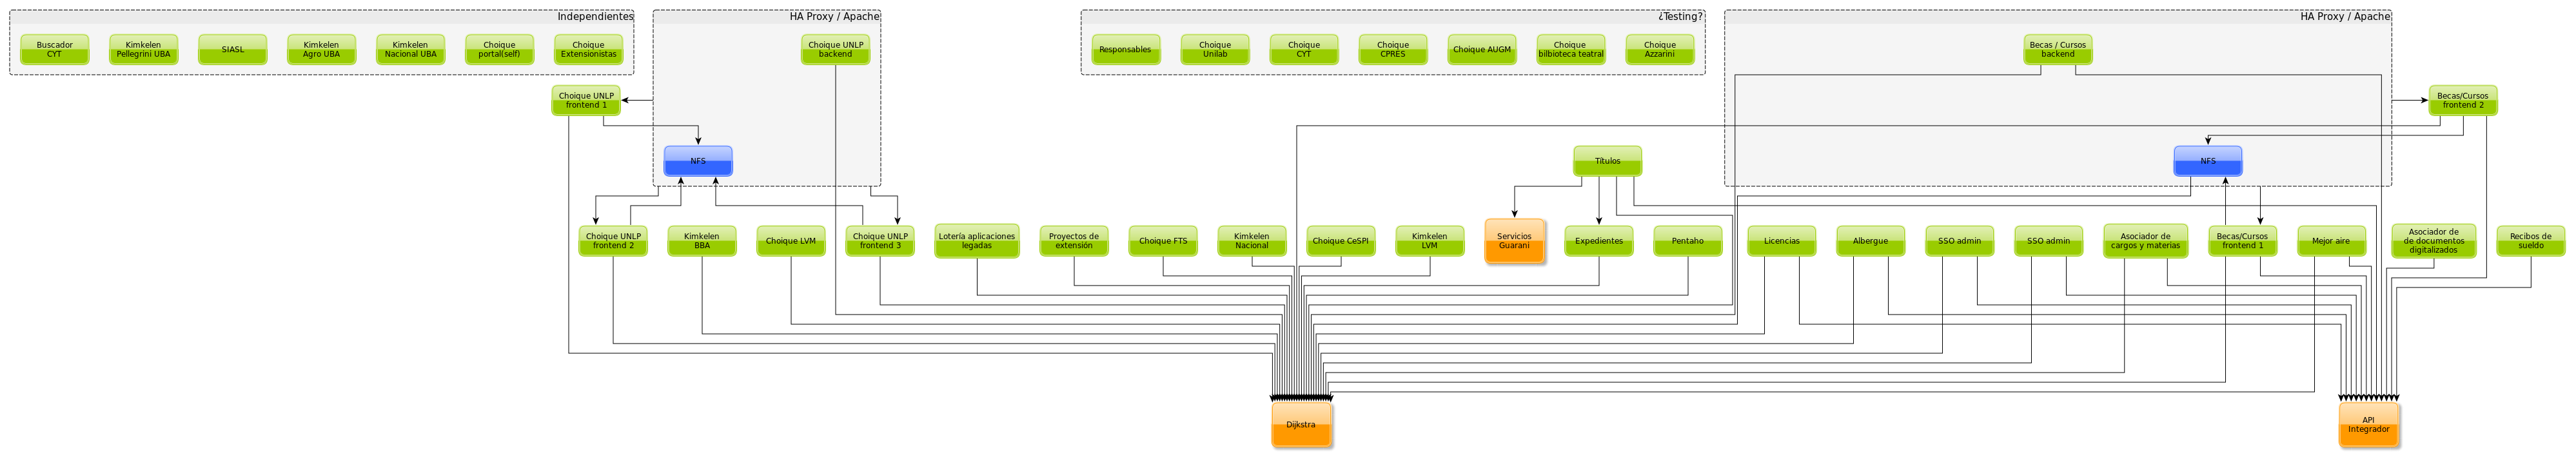 Independientes
HA Proxy / Apache
¿Testing?
HA Proxy / Apache
Buscador
CYT
Kimkelen
Pellegrini UBA
SIASL
Kimkelen
Agro UBA
Kimkelen
Nacional UBA
Choique
portal(self)
Choique
Extensionistas
Choique UNLP
backend
Responsables
Choique
Unilab
Choique
CYT
Choique
CPRES
Choique AUGM
Choique
bilbioteca teatral
Choique
Azzarini
Becas / Cursos
backend
Choique UNLP
frontend 1
Becas/Cursos
frontend 2
NFS
Títulos
NFS
Choique UNLP
frontend 2
Kimkelen
BBA
Choique LVM
Choique UNLP
frontend 3
Lotería aplicaciones
legadas
Proyectos de
extensión
Choique FTS
Kimkelen
Nacional
Choique CeSPI
Kimkelen
LVM
Servicios
Guarani
Expedientes
Pentaho
Licencias
Albergue
SSO admin
SSO admin
Asociador de
cargos y materias
Becas/Cursos
frontend 1
Mejor aire
Asociador de
de documentos
digitalizados
Recibos de
sueldo
Dijkstra
API
Integrador